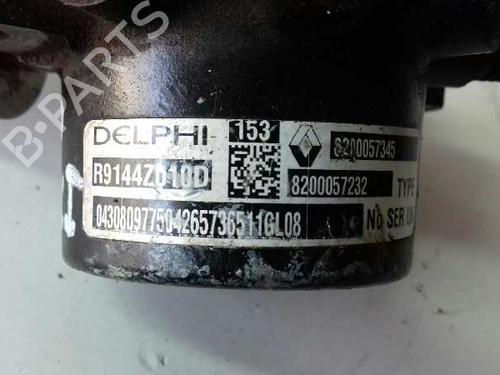 B-PARTS
DELPHI 153 8200057345
R9144Z010D 8200057232 TYPE
043080977504265736511GL08 No SER